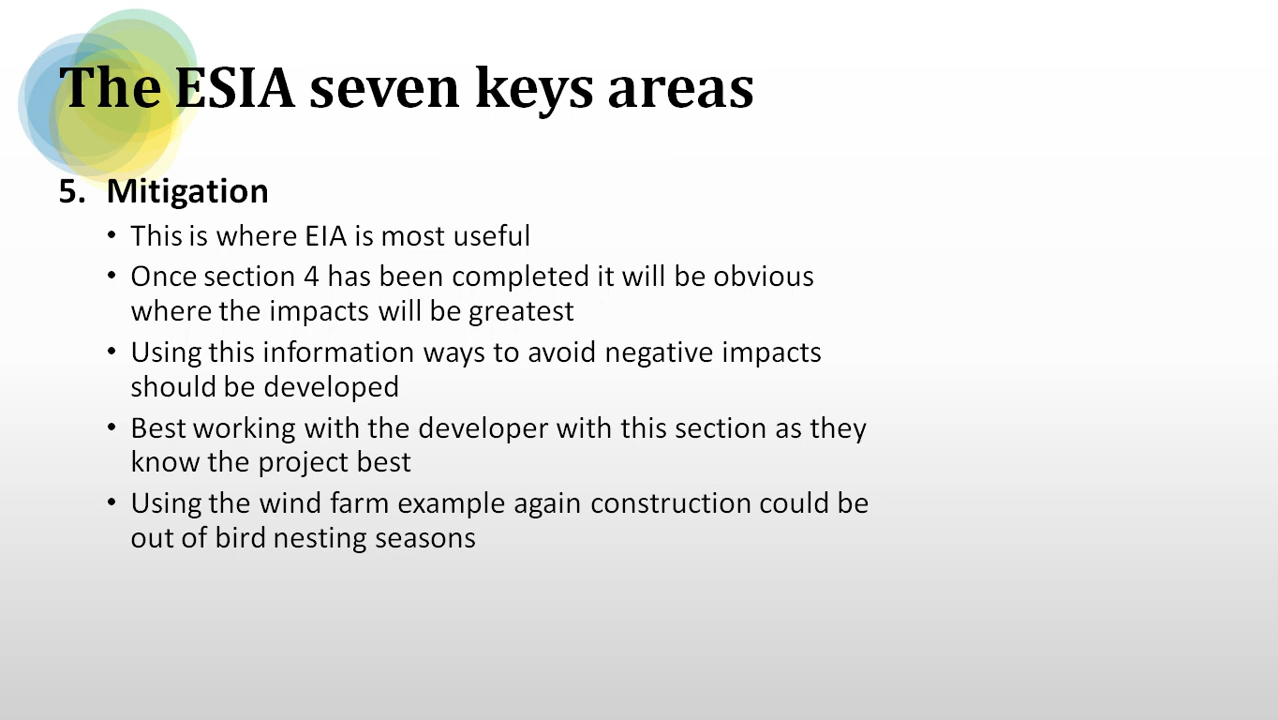 The ESIA seven keys areas
5. Mitigation
• This is where EIA is most useful
• Once section 4 has been completed it will be obvious
where the impacts will be greatest
• Using this information ways to avoid negative impacts
should be developed
• Best working with the developer with this section as they
know the project best
• Using the wind farm example again construction could be
out of bird nesting seasons